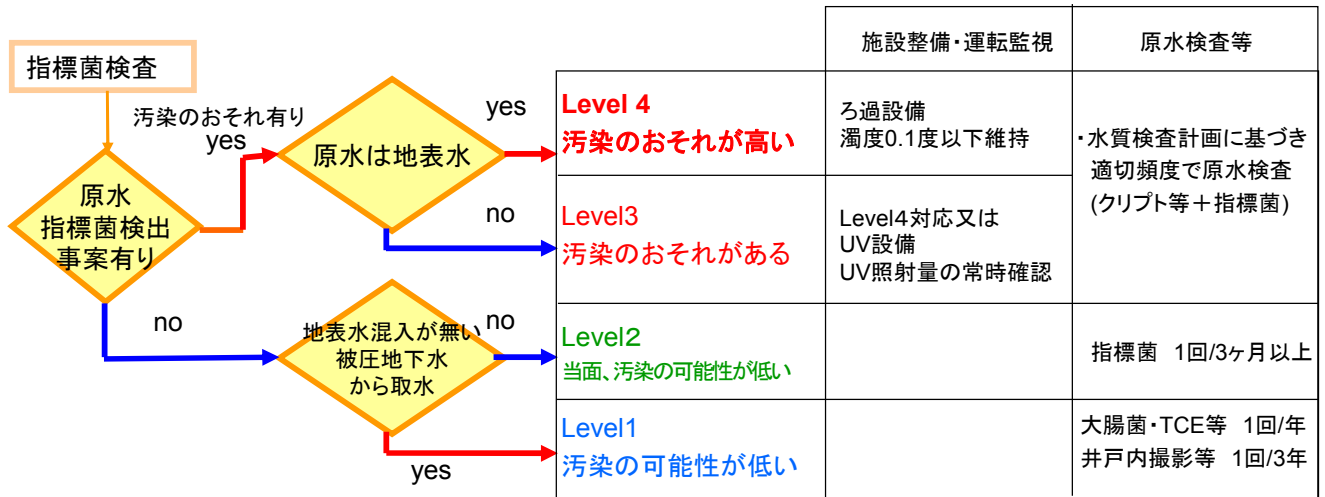 施設整備・運転監視
原水検査等
指標菌検査
汚染のおそれ有り
yes
原水
指標菌検出
事案有り
原水は地表水
yes
no
no
地表水混入が無い
被圧地下水
から取水
no
yes
Level 4
汚染のおそれが高い
ろ過設備
濁度0.1度以下維持
・水質検査計画に基づき
適切頻度で原水検査
(クリプト等＋指標菌)
Level3
汚染のおそれがある
Level4対応又は
UV設備
UV照射量の常時確認
Level2
当面、汚染の可能性が低い
指標菌 1回/3ヶ月以上
Level1
汚染の可能性が低い
大腸菌・TCE等 1回/年
井戸内撮影等 1回/3年